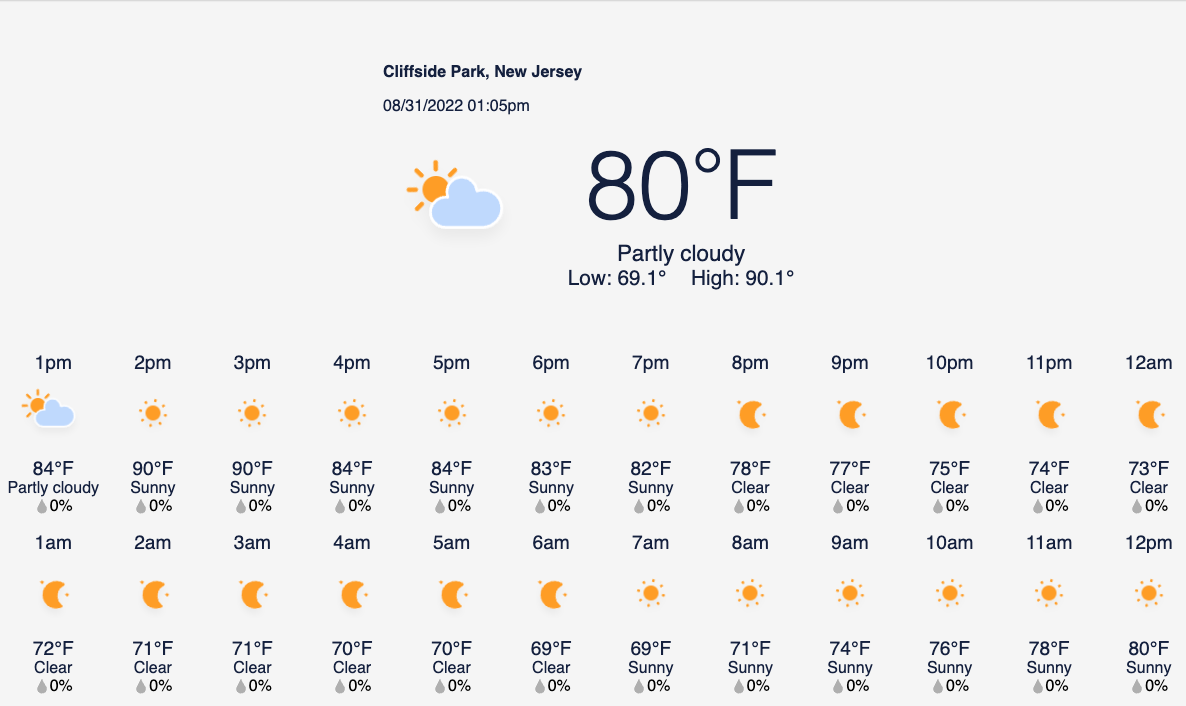 Cliffside Park, New Jersey
08/31/2022 01:05pm
80°F
Partly cloudy
Low: 69.1° High: 90.1°
1pm 2pm 3pm 4pm 5pm 6pm 7pm 8pm 9pm 10pm 11pm 12am
84°F 90°F 90°F 84°F 84°F 83°F 82°F 78°F 77°F 75°F 74°F 73°F
Partly cloudy Sunny Sunny Sunny Sunny Sunny Sunny Clear Clear Clear Clear Clear
0% 0% 0% 0% 0% 0% 0% 0% 0% 0% 0% 0%
1am 2am 3am 4am 5am 6am 7am 8am 9am 10am 11am 12pm
72°F 71°F 71°F 70°F 70°F 69°F 69°F 71°F 74°F 76°F 78°F 80°F
Clear Clear Clear Clear Clear Clear Sunny Sunny Sunny Sunny Sunny Sunny
0% 0% 0% 0% 0% 0% 0% 0% 0% 0% 0% 0%